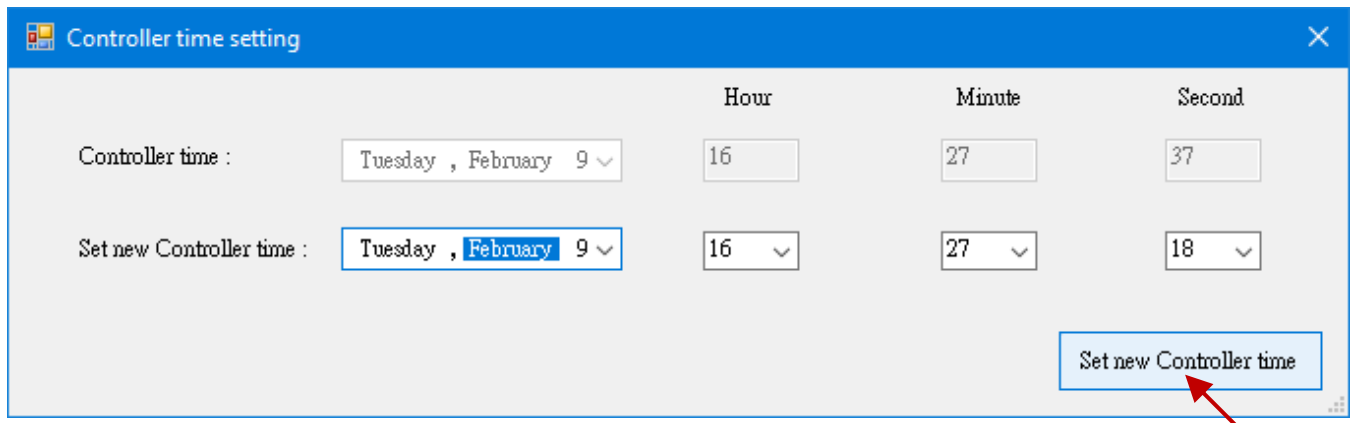 Controller time setting
Hour Minute Second
Controller time : Tuesday , February 9 16 27 37
Set new Controller time : Tuesday , February 9 16 27 18
Set new Controller time